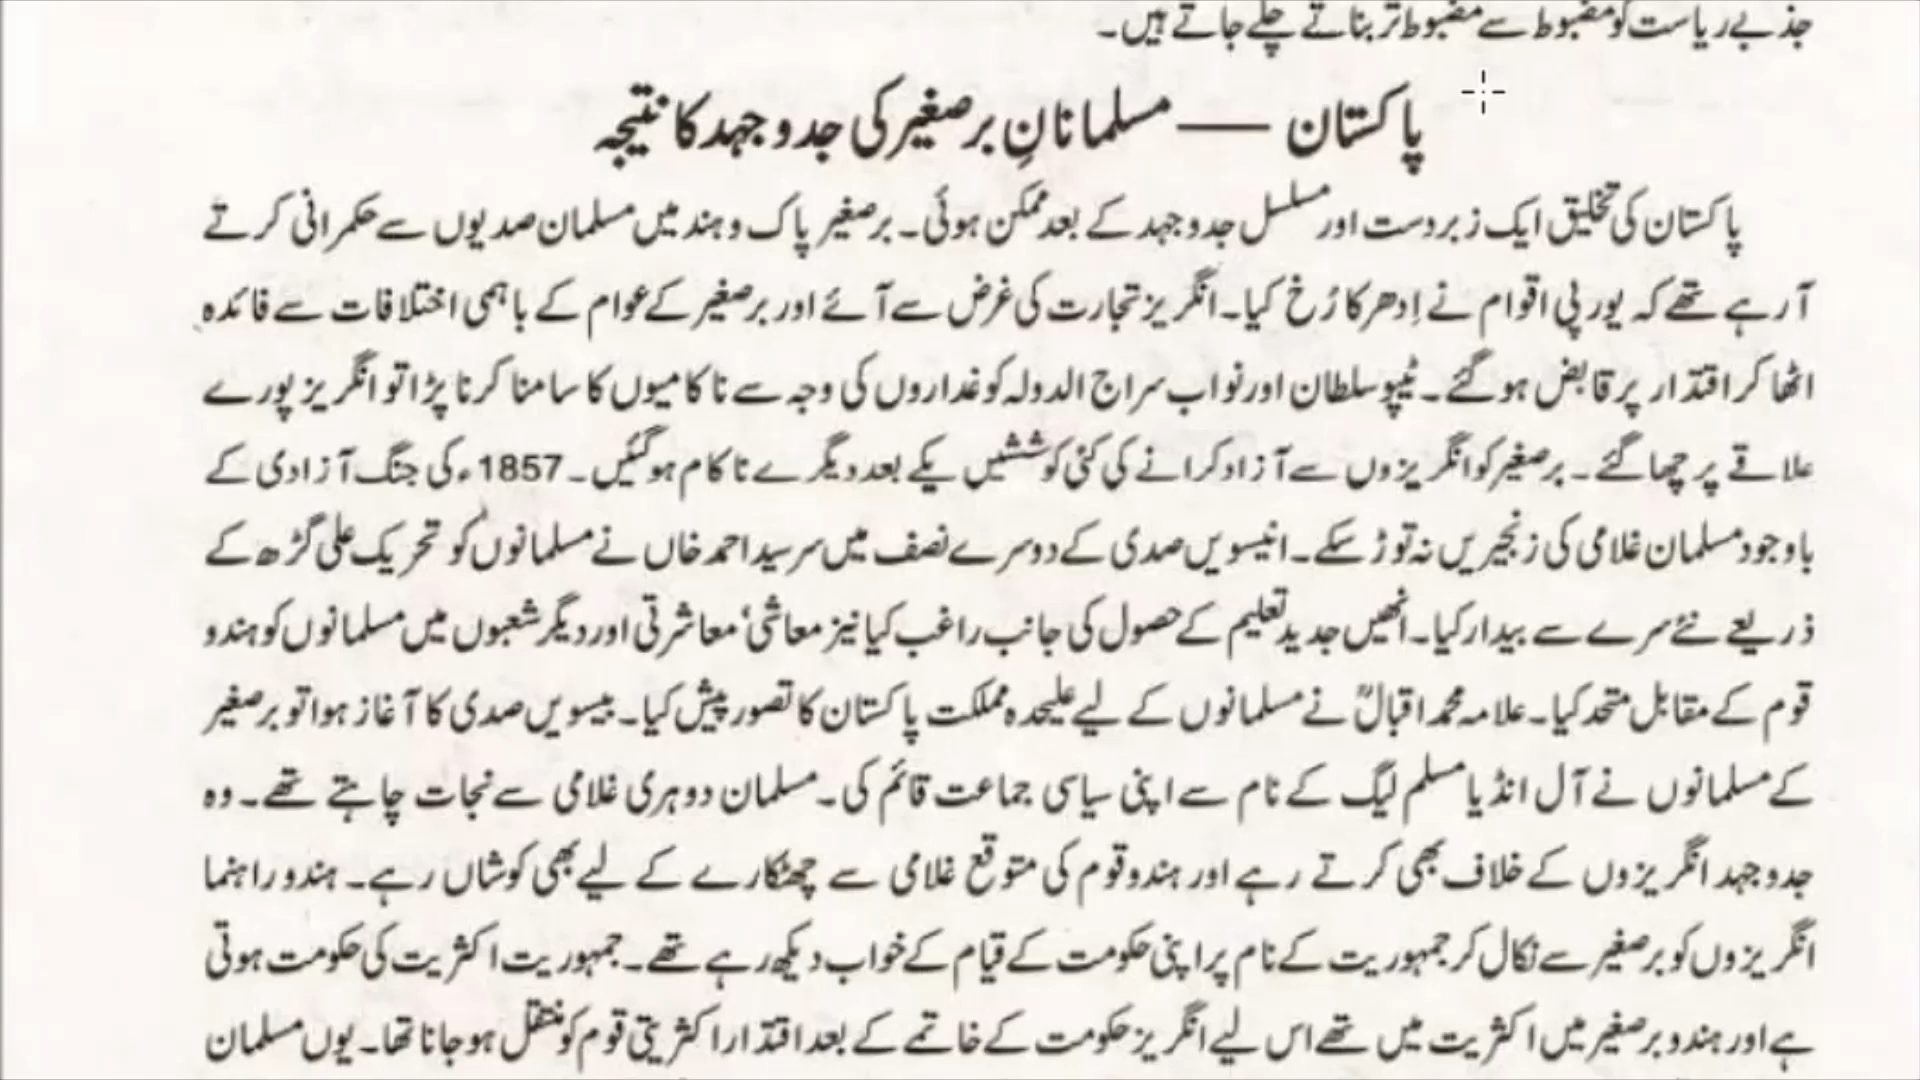 جذبے ریاست کو مضبوط سے مضبوط تر بناتے چلے جاتے ہیں۔
پاکستان —— مسلمانانِ برصغیر کی جدوجہد کا نتیجہ
پاکستان کی تخلیق ایک زبردست اور مسلسل جدوجہد کے بعد ممکن ہوئی۔ برصغیر پاک و ہند میں مسلمان صدیوں سے حکمرانی کرتے
آ رہے تھے کہ یورپی اقوام نے اِدھر کا رُخ کیا۔ انگریز تجارت کی غرض سے آئے اور برصغیر کے عوام کے باہمی اختلافات سے فائدہ
اٹھا کر اقتدار پر قابض ہو گئے۔ ٹیپو سلطان اور نواب سراج الدولہ کو غداروں کی وجہ سے ناکامیوں کا سامنا کرنا پڑا تو انگریز پورے
علاقے پر چھا گئے۔ برصغیر کو انگریزوں سے آزاد کرانے کی کئی کوششیں یکے بعد دیگرے ناکام ہو گئیں۔ 1857ء کی جنگ آزادی کے
باوجود مسلمان غلامی کی زنجیریں نہ توڑ سکے۔ انیسویں صدی کے دوسرے نصف میں سرسید احمد خاں نے مسلمانوں کو تحریک علی گڑھ کے
ذریعے نئے سرے سے بیدار کیا۔ انھیں جدید تعلیم کے حصول کی جانب راغب کیا نیز معاشی٬ معاشرتی اور دیگر شعبوں میں مسلمانوں کو ہندو
قوم کے مقابل متحد کیا۔ علامہ محمد اقبالؒ نے مسلمانوں کے لیے علیحدہ مملکت پاکستان کا تصور پیش کیا۔ بیسویں صدی کا آغاز ہوا تو برصغیر
کے مسلمانوں نے آل انڈیا مسلم لیگ کے نام سے اپنی سیاسی جماعت قائم کی۔ مسلمان دوہری غلامی سے نجات چاہتے تھے۔ وہ
جدوجہد انگریزوں کے خلاف بھی کرتے رہے اور ہندو قوم کی متوقع غلامی سے چھٹکارے کے لیے بھی کوشاں رہے۔ ہندو راہنما
انگریزوں کو برصغیر سے نکال کر جمہوریت کے نام پر اپنی حکومت کے قیام کے خواب دیکھ رہے تھے۔ جمہوریت اکثریت کی حکومت ہوتی
ہے اور ہندو برصغیر میں اکثریت میں تھے اس لیے انگریز حکومت کے خاتمے کے بعد اقتدار اکثریتی قوم کو منتقل ہو جانا تھا۔ یوں مسلمان